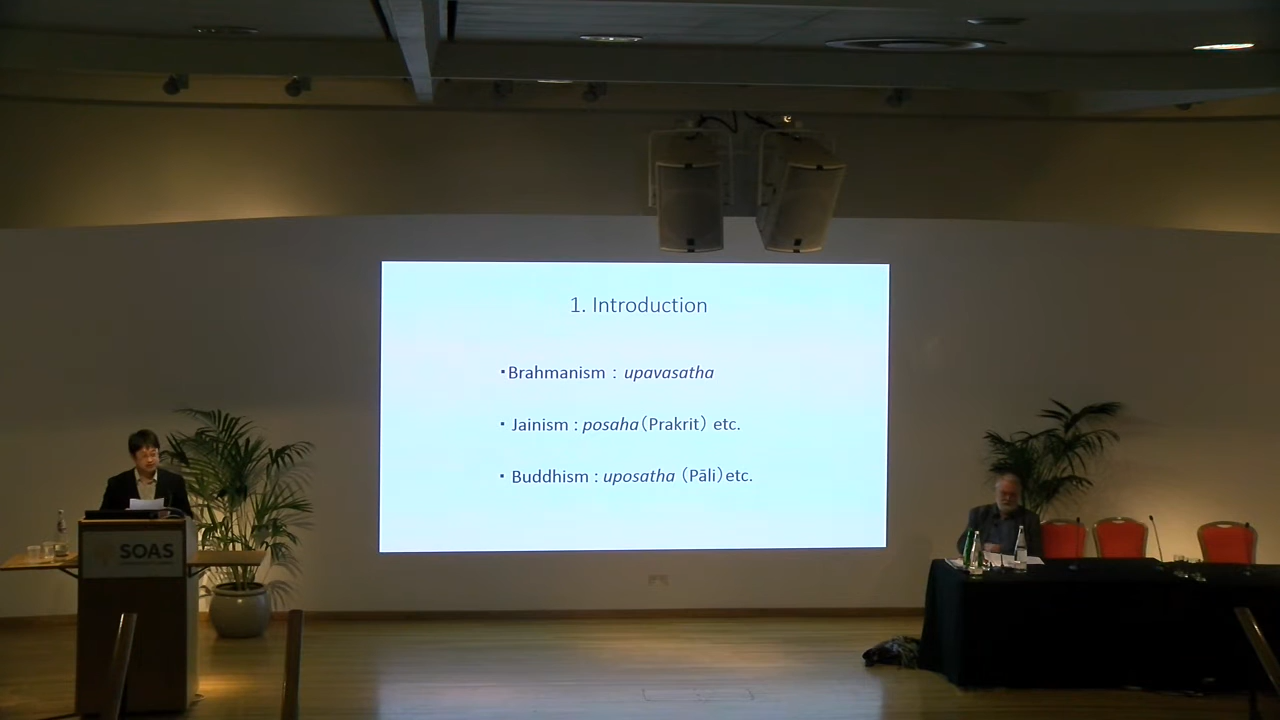 1. Introduction
・Brahmanism : upavasatha
・ Jainism : posaha (Prakrit) etc.
・ Buddhism : uposatha (Pāli) etc.
SOAS